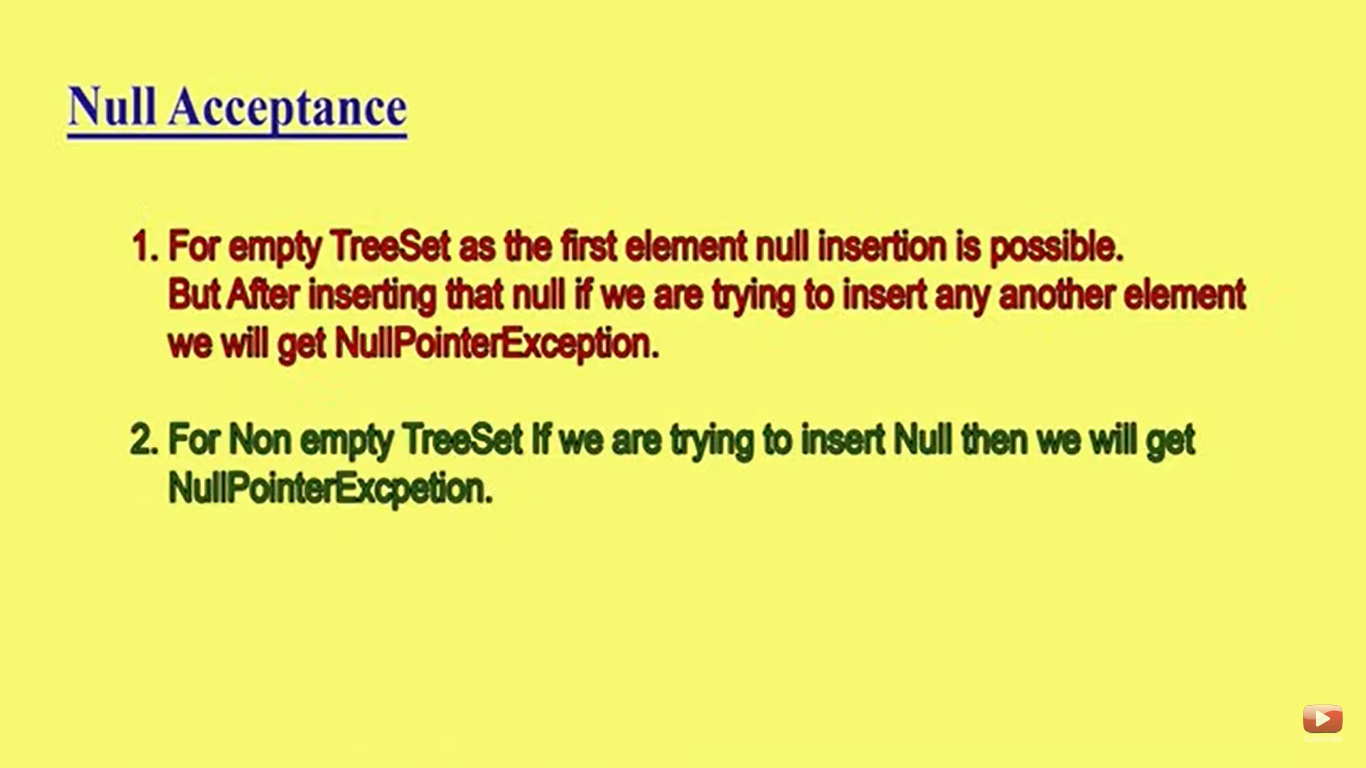 Null Acceptance
1. For empty TreeSet as the first element null insertion is possible.
But After inserting that null if we are trying to insert any another element
we will get NullPointerException.
2. For Non empty TreeSet If we are trying to insert Null then we will get
NullPointerExcpetion.